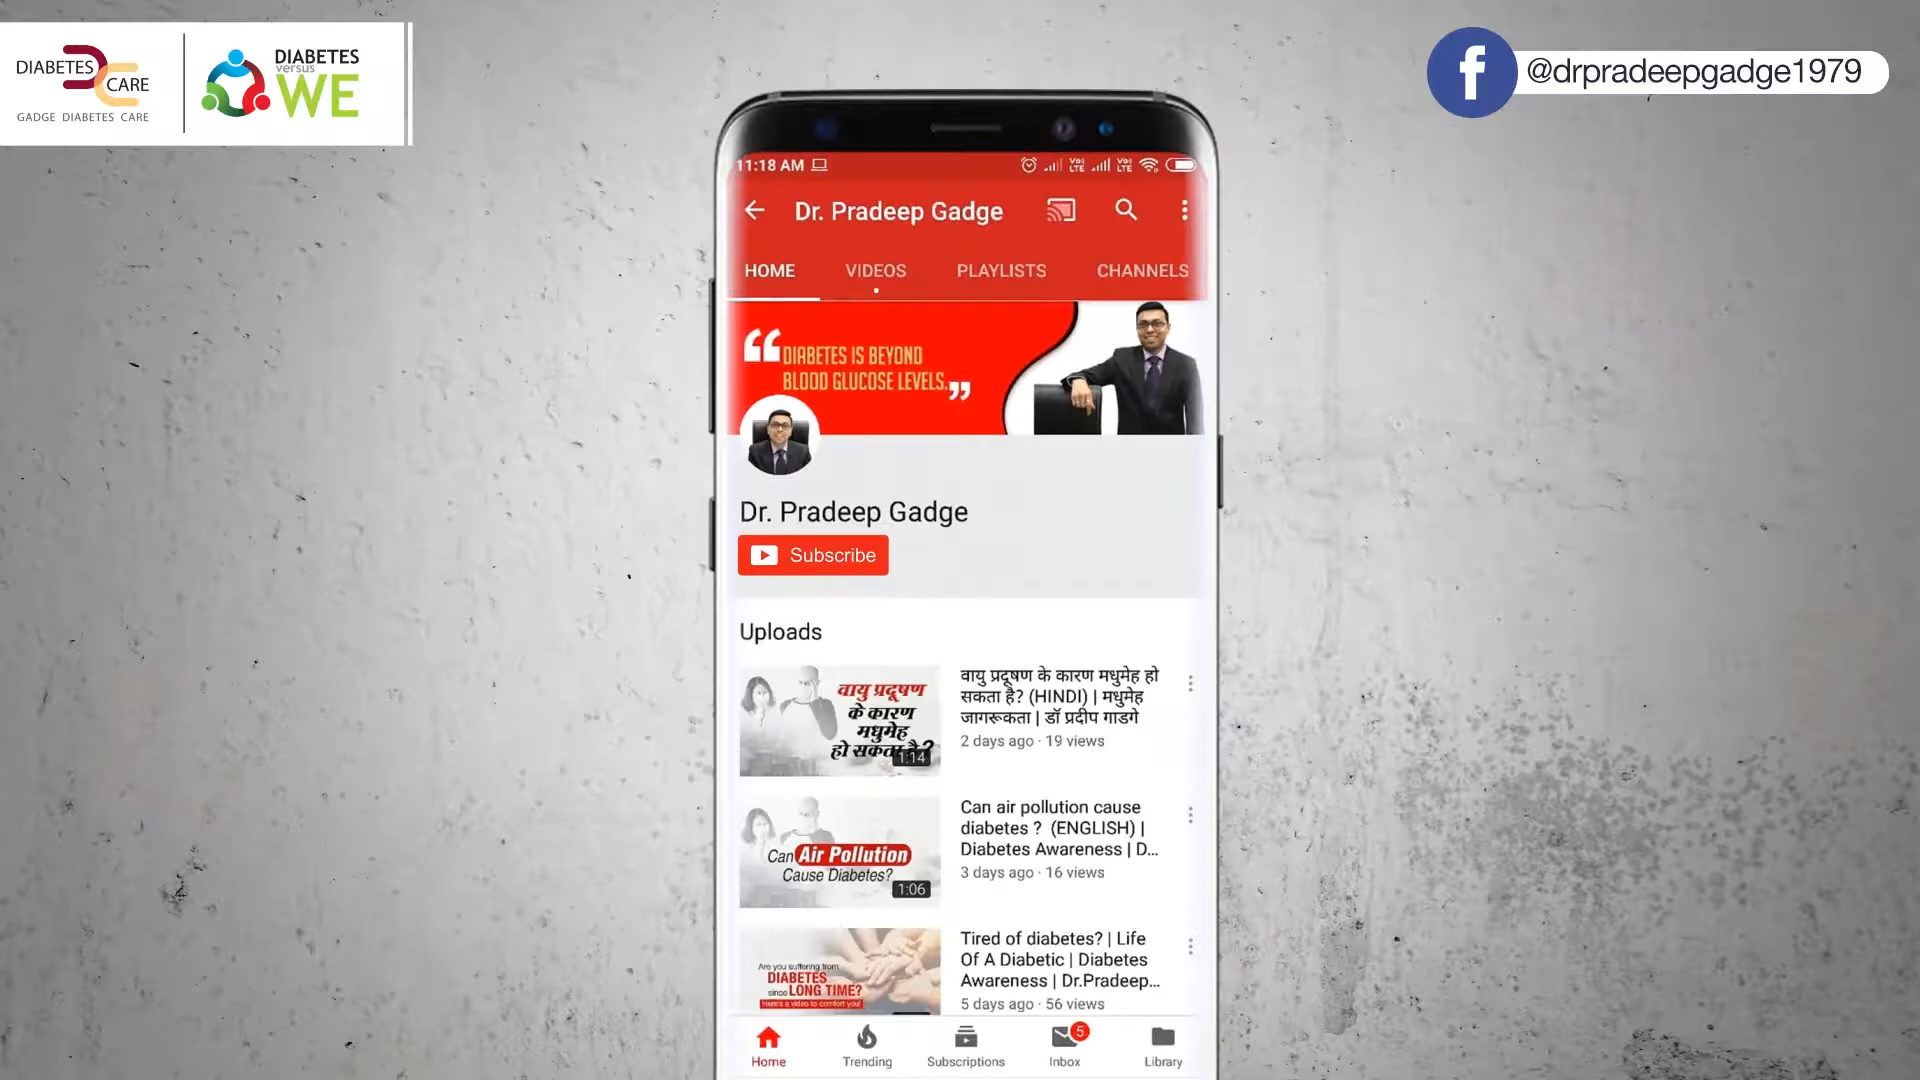 DIABETES
CARE
GADGE DIABETES CARE
DIABETES
versus
WE
@drpradeepgadge1979
11:18 AM
Dr. Pradeep Gadge
HOME VIDEOS PLAYLISTS CHANNELS
“DIABETES IS BEYOND
BLOOD GLUCOSE LEVELS.”
Dr. Pradeep Gadge
Subscribe
Uploads
वायु प्रदूषण
के कारण
मधुमेह
हो सकता है?
1:14
वायु प्रदूषण के कारण मधुमेह हो
सकता है? (HINDI) | मधुमेह
जागरूकता | डॉ प्रदीप गाडगे
2 days ago · 19 views
Can Air Pollution
Cause Diabetes?
1:06
Can air pollution cause
diabetes ? (ENGLISH) |
Diabetes Awareness | D...
3 days ago · 16 views
Are you suffering from
DIABETES
since LONG TIME?
Here's a video to comfort you!
Tired of diabetes? | Life
Of A Diabetic | Diabetes
Awareness | Dr.Pradeep...
5 days ago · 56 views
5
Home Trending Subscriptions Inbox Library